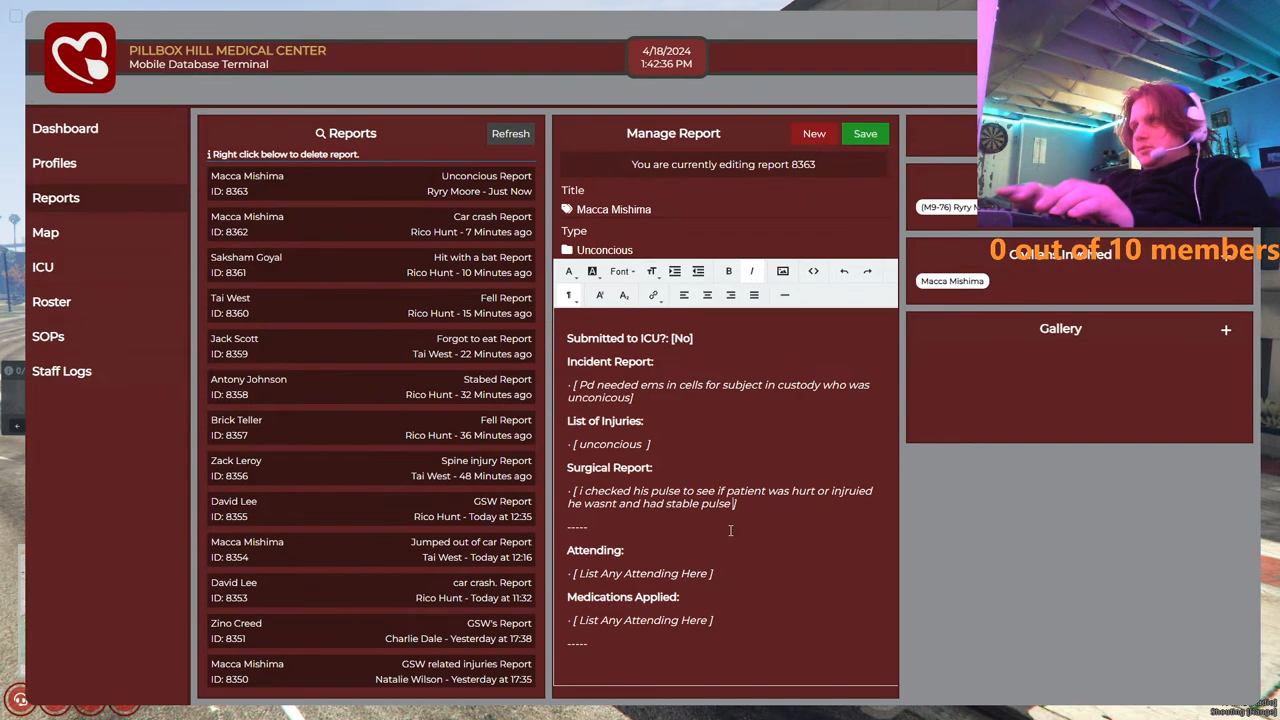 PILLBOX HILL MEDICAL CENTER
Mobile Database Terminal
4/18/2024
1:42:36 PM
Dashboard
Profiles
Reports
Map
ICU
Roster
SOPs
Staff Logs
Reports
Refresh
Right click below to delete report.
Macca Mishima Unconcious Report
ID: 8363 Ryry Moore - Just Now
Macca Mishima Car crash Report
ID: 8362 Rico Hunt - 7 Minutes ago
Saksham Goyal Hit with a bat Report
ID: 8361 Rico Hunt - 10 Minutes ago
Tai West Fell Report
ID: 8360 Rico Hunt - 15 Minutes ago
Jack Scott Forgot to eat Report
ID: 8359 Tai West - 22 Minutes ago
Antony Johnson Stabed Report
ID: 8358 Rico Hunt - 32 Minutes ago
Brick Teller Fell Report
ID: 8357 Rico Hunt - 36 Minutes ago
Zack Leroy Spine injury Report
ID: 8356 Tai West - 48 Minutes ago
David Lee GSW Report
ID: 8355 Rico Hunt - Today at 12:35
Macca Mishima Jumped out of car Report
ID: 8354 Tai West - Today at 12:16
David Lee car crash. Report
ID: 8353 Rico Hunt - Today at 11:32
Zino Creed GSW's Report
ID: 8351 Charlie Dale - Yesterday at 17:38
Macca Mishima GSW related injuries Report
ID: 8350 Natalie Wilson - Yesterday at 17:35
Manage Report
New
Save
You are currently editing report 8363
Title
Macca Mishima
Type
Unconcious
Font
Submitted to ICU?: [No]
Incident Report:
· [ Pd needed ems in cells for subject in custody who was
unconicous]
List of Injuries:
· [ unconcious ]
Surgical Report:
· [ i checked his pulse to see if patient was hurt or injruied
he wasnt and had stable pulse]
-----
Attending:
· [ List Any Attending Here ]
Medications Applied:
· [ List Any Attending Here ]
-----
(M9-76) Ryry M
0 out of 10 members
Macca Mishima
Gallery
+